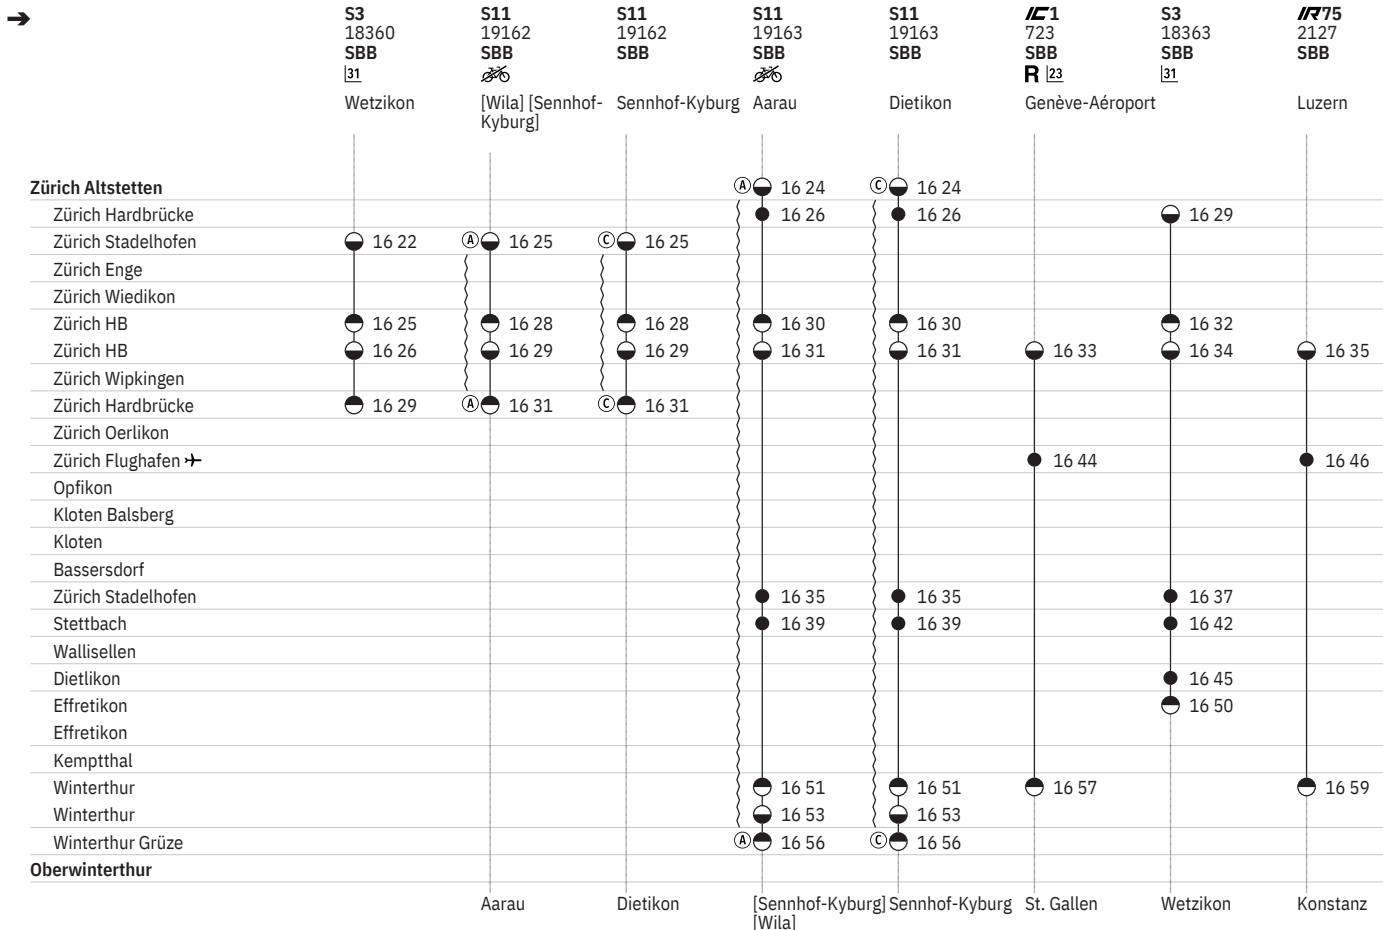 ➔ S3 S11 S11 S11 S11 IC1 S3 IR75
18360 19162 19162 19163 19163 723 18363 2127
SBB SBB SBB SBB SBB SBB SBB SBB
31 R 23 31
Wetzikon [Wila] [Sennhof- Sennhof-Kyburg Aarau Dietikon Genève-Aéroport Luzern
Kyburg]
Zürich Altstetten A 16 24 C 16 24
Zürich Hardbrücke 16 26 16 26 16 29
Zürich Stadelhofen 16 22 A 16 25 C 16 25
Zürich Enge
Zürich Wiedikon
Zürich HB 16 25 16 28 16 28 16 30 16 30 16 32
Zürich HB 16 26 16 29 16 29 16 31 16 31 16 33 16 34 16 35
Zürich Wipkingen
Zürich Hardbrücke 16 29 A 16 31 C 16 31
Zürich Oerlikon
Zürich Flughafen 16 44 16 46
Opfikon
Kloten Balsberg
Kloten
Bassersdorf
Zürich Stadelhofen 16 35 16 35 16 37
Stettbach 16 39 16 39 16 42
Wallisellen
Dietlikon 16 45
Effretikon 16 50
Effretikon
Kemptthal
Winterthur 16 51 16 51 16 57 16 59
Winterthur 16 53 16 53
Winterthur Grüze A 16 56 C 16 56
Oberwinterthur
Aarau Dietikon [Sennhof-Kyburg] Sennhof-Kyburg St. Gallen Wetzikon Konstanz
[Wila]